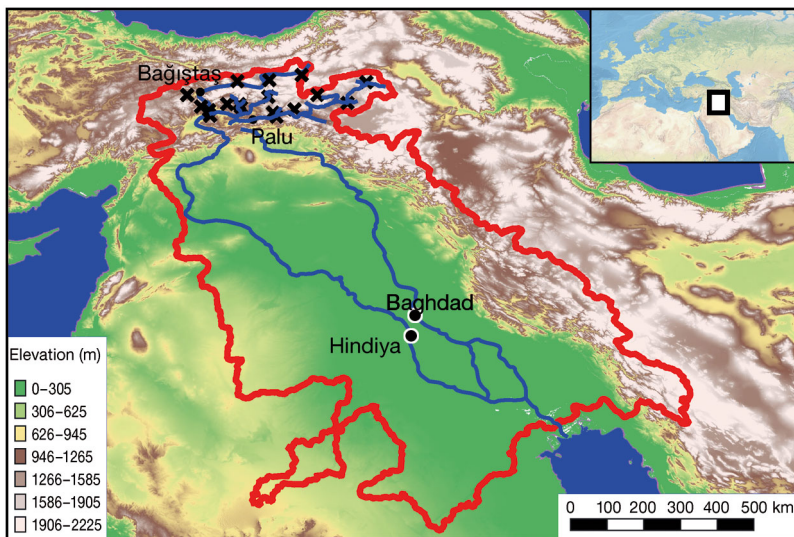 Bağıştaş
Palu
Baghdad
Hindiya
Elevation (m)
0–305
306–625
626–945
946–1265
1266–1585
1586–1905
1906–2225
0 100 200 300 400 500 km